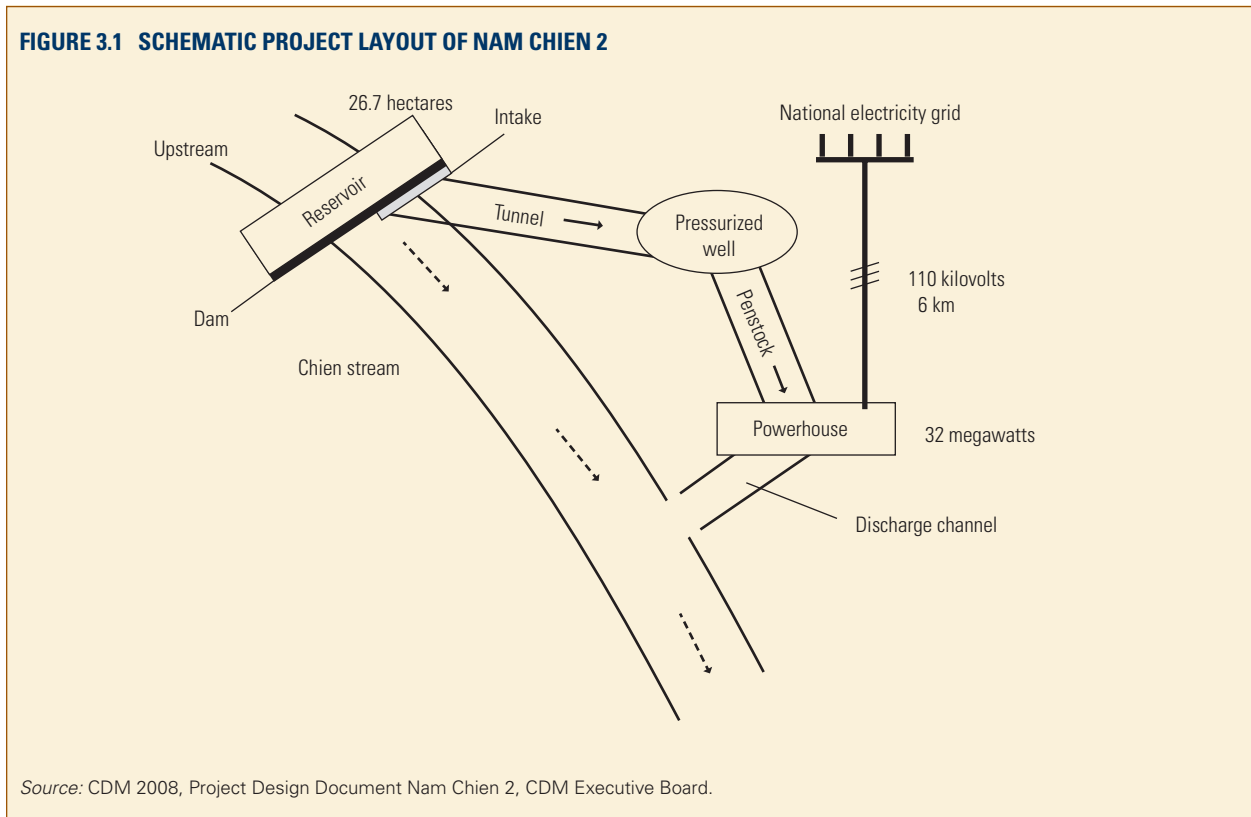 FIGURE 3.1 SCHEMATIC PROJECT LAYOUT OF NAM CHIEN 2
26.7 hectares
Intake
National electricity grid
Upstream
Reservoir
Tunnel
Pressurized
well
110 kilovolts
6 km
Dam
Penstock
Chien stream
Powerhouse
32 megawatts
Discharge channel
Source: CDM 2008, Project Design Document Nam Chien 2, CDM Executive Board.